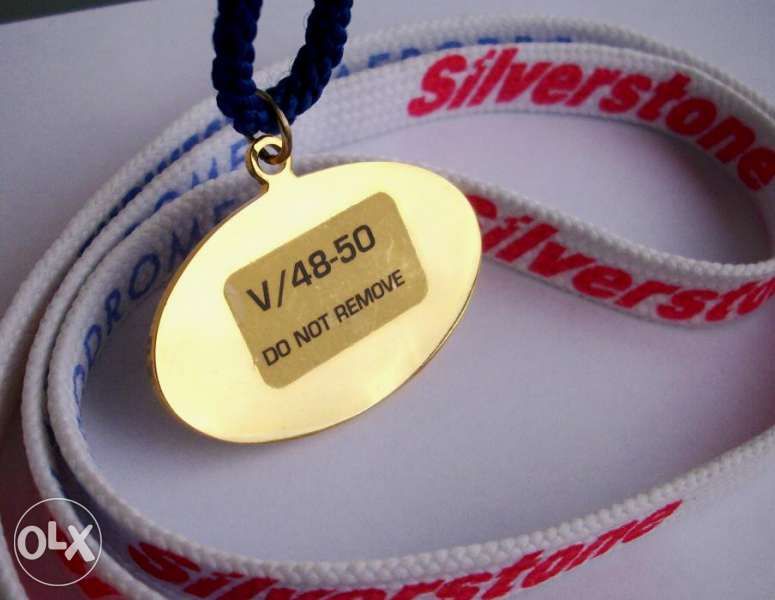 Silverstone
V/48-50
DO NOT REMOVE
Silverstone
Silverstone
OLX